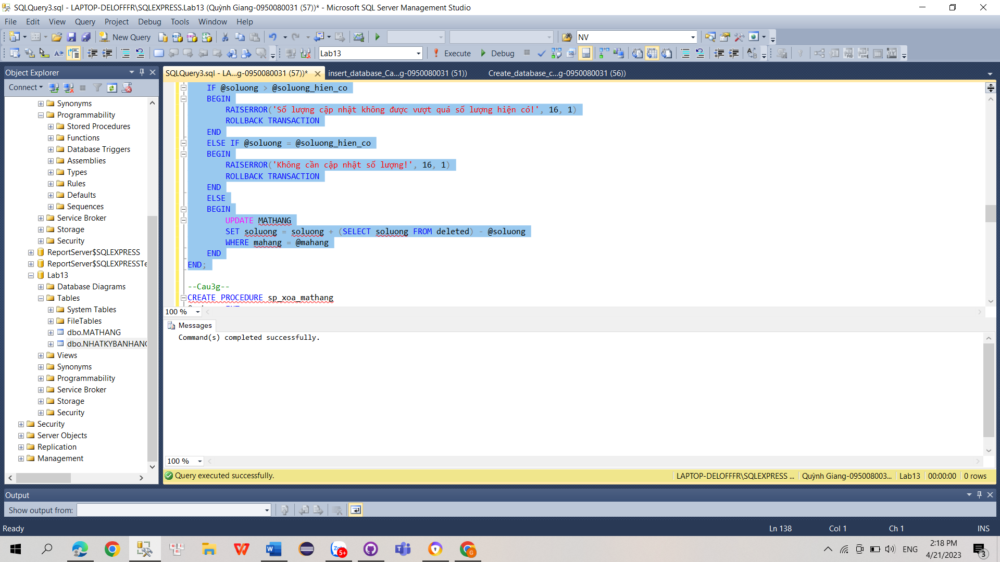 SQLQuery3.sql - LAPTOP-DELOFFFR\SQLEXPRESS.Lab13 (Quỳnh Giang-0950080031 (57))* - Microsoft SQL Server Management Studio
File Edit View Query Project Debug Tools Window Help
New Query NV
Lab13 Execute Debug
Object Explorer
Connect
Synonyms
Programmability
Stored Procedures
Functions
Database Triggers
Assemblies
Types
Rules
Defaults
Sequences
Service Broker
Storage
Security
ReportServer$SQLEXPRESS
ReportServer$SQLEXPRESSTe
Lab13
Database Diagrams
Tables
System Tables
FileTables
dbo.MATHANG
dbo.NHATKYBANHANG
Views
Synonyms
Programmability
Service Broker
Storage
Security
Security
Server Objects
Replication
Management
SQLQuery3.sql - LA...g-0950080031 (57))* insert_database_Ca...g-0950080031 (51)) Create_database_c...g-0950080031 (56))
IF @soluong > @soluong_hien_co
BEGIN
RAISERROR('Số lượng cập nhật không được vượt quá số lượng hiện có!', 16, 1)
ROLLBACK TRANSACTION
END
ELSE IF @soluong = @soluong_hien_co
BEGIN
RAISERROR('Không cần cập nhật số lượng!', 16, 1)
ROLLBACK TRANSACTION
END
ELSE
BEGIN
UPDATE MATHANG
SET soluong = soluong + (SELECT soluong FROM deleted) - @soluong
WHERE mahang = @mahang
END
END;
--Cau3g--
CREATE PROCEDURE sp_xoa_mathang
100 %
Messages
Command(s) completed successfully.
100 %
Query executed successfully. LAPTOP-DELOFFFR\SQLEXPRESS ... Quỳnh Giang-095008003... Lab13 00:00:00 0 rows
Output
Show output from:
Ready Ln 138 Col 1 Ch 1 INS
5+ ENG 2:18 PM
4/21/2023 3